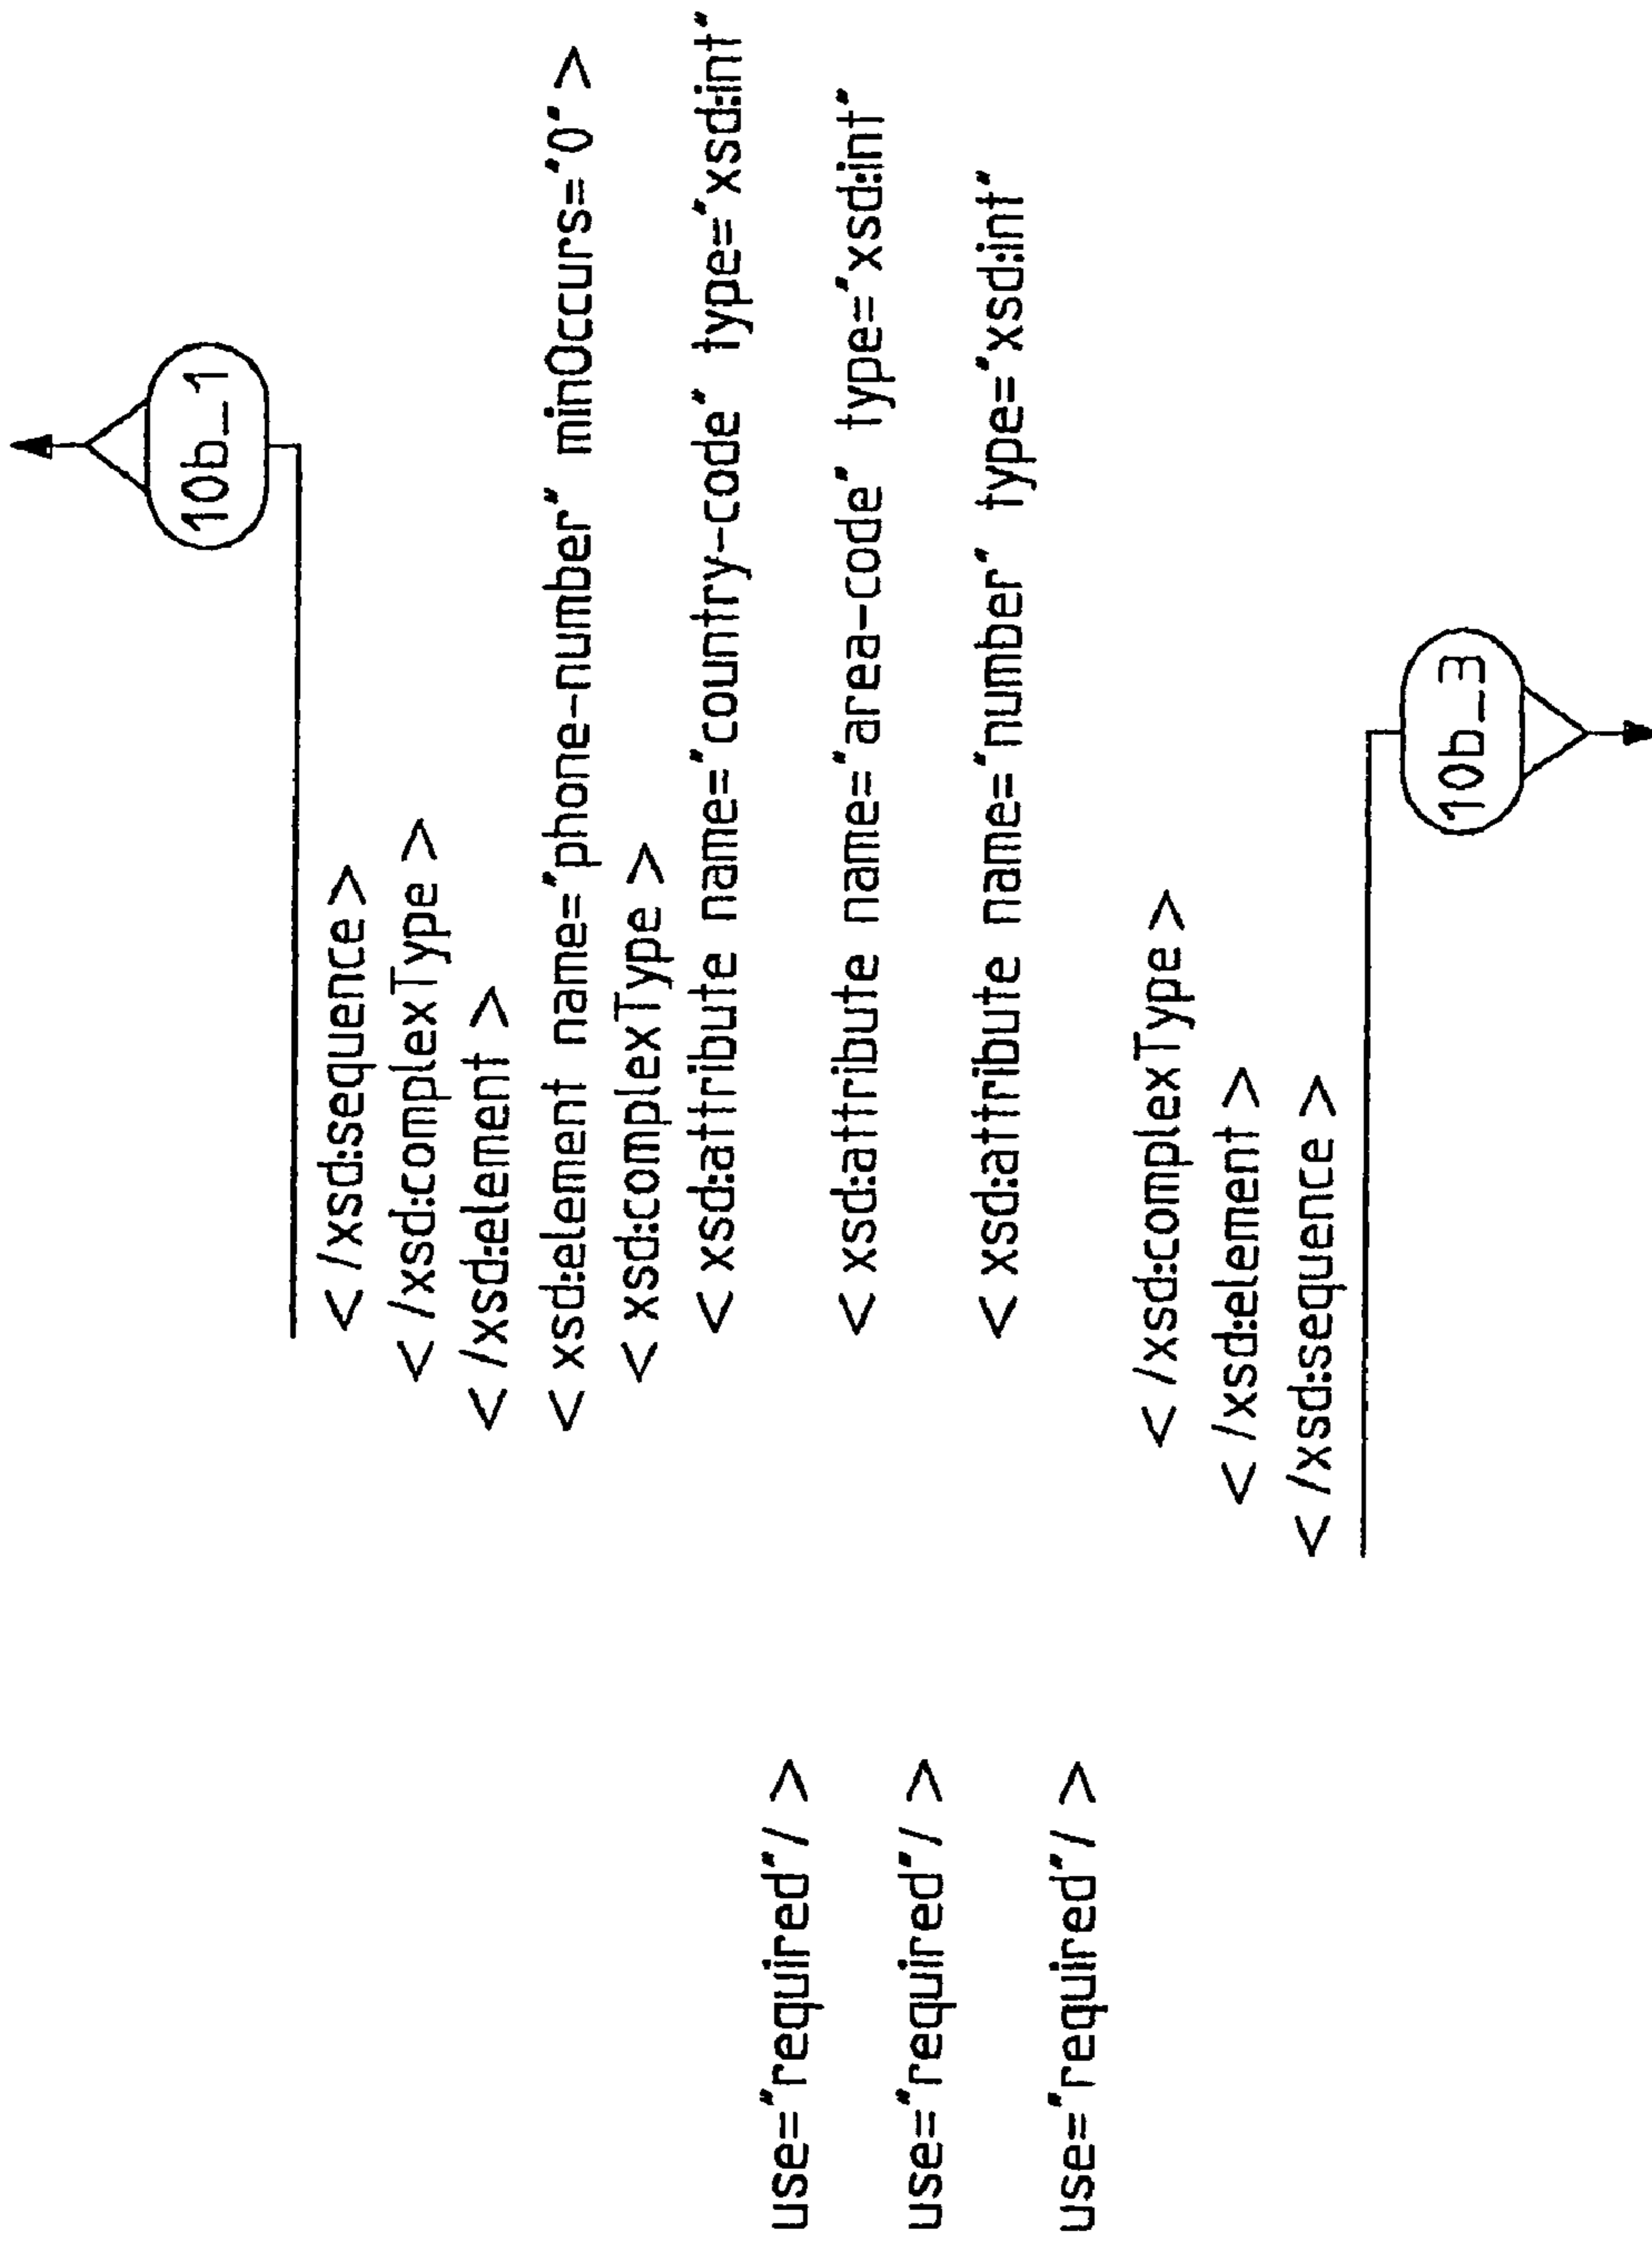 10b_1
</xsd:sequence>
</xsd:complexType>
</xsd:element>
<xsd:element name="phone-number" minOccurs="0">
<xsd:complexType>
<xsd:attribute name="country-code" type="xsd:int"
use="required"/>
<xsd:attribute name="area-code" type="xsd:int"
use="required"/>
<xsd:attribute name="number" type="xsd:int"
use="required"/>
</xsd:complexType>
</xsd:element>
</xsd:sequence>
10b_3